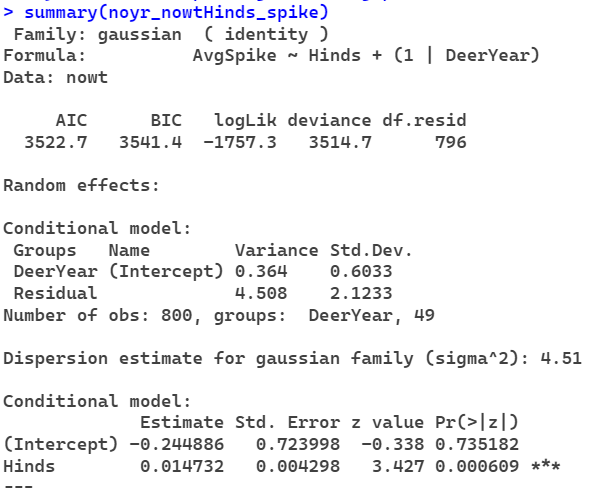 > summary(noyr_nowtHinds_spike)
Family: gaussian ( identity )
Formula: AvgSpike ~ Hinds + (1 | DeerYear)
Data: nowt
AIC BIC logLik deviance df.resid
3522.7 3541.4 -1757.3 3514.7 796
Random effects:
Conditional model:
Groups Name Variance Std.Dev.
DeerYear (Intercept) 0.364 0.6033
Residual 4.508 2.1233
Number of obs: 800, groups: DeerYear, 49
Dispersion estimate for gaussian family (sigma^2): 4.51
Conditional model:
Estimate Std. Error z value Pr(>|z|)
(Intercept) -0.244886 0.723998 -0.338 0.735182
Hinds 0.014732 0.004298 3.427 0.000609 ***
---